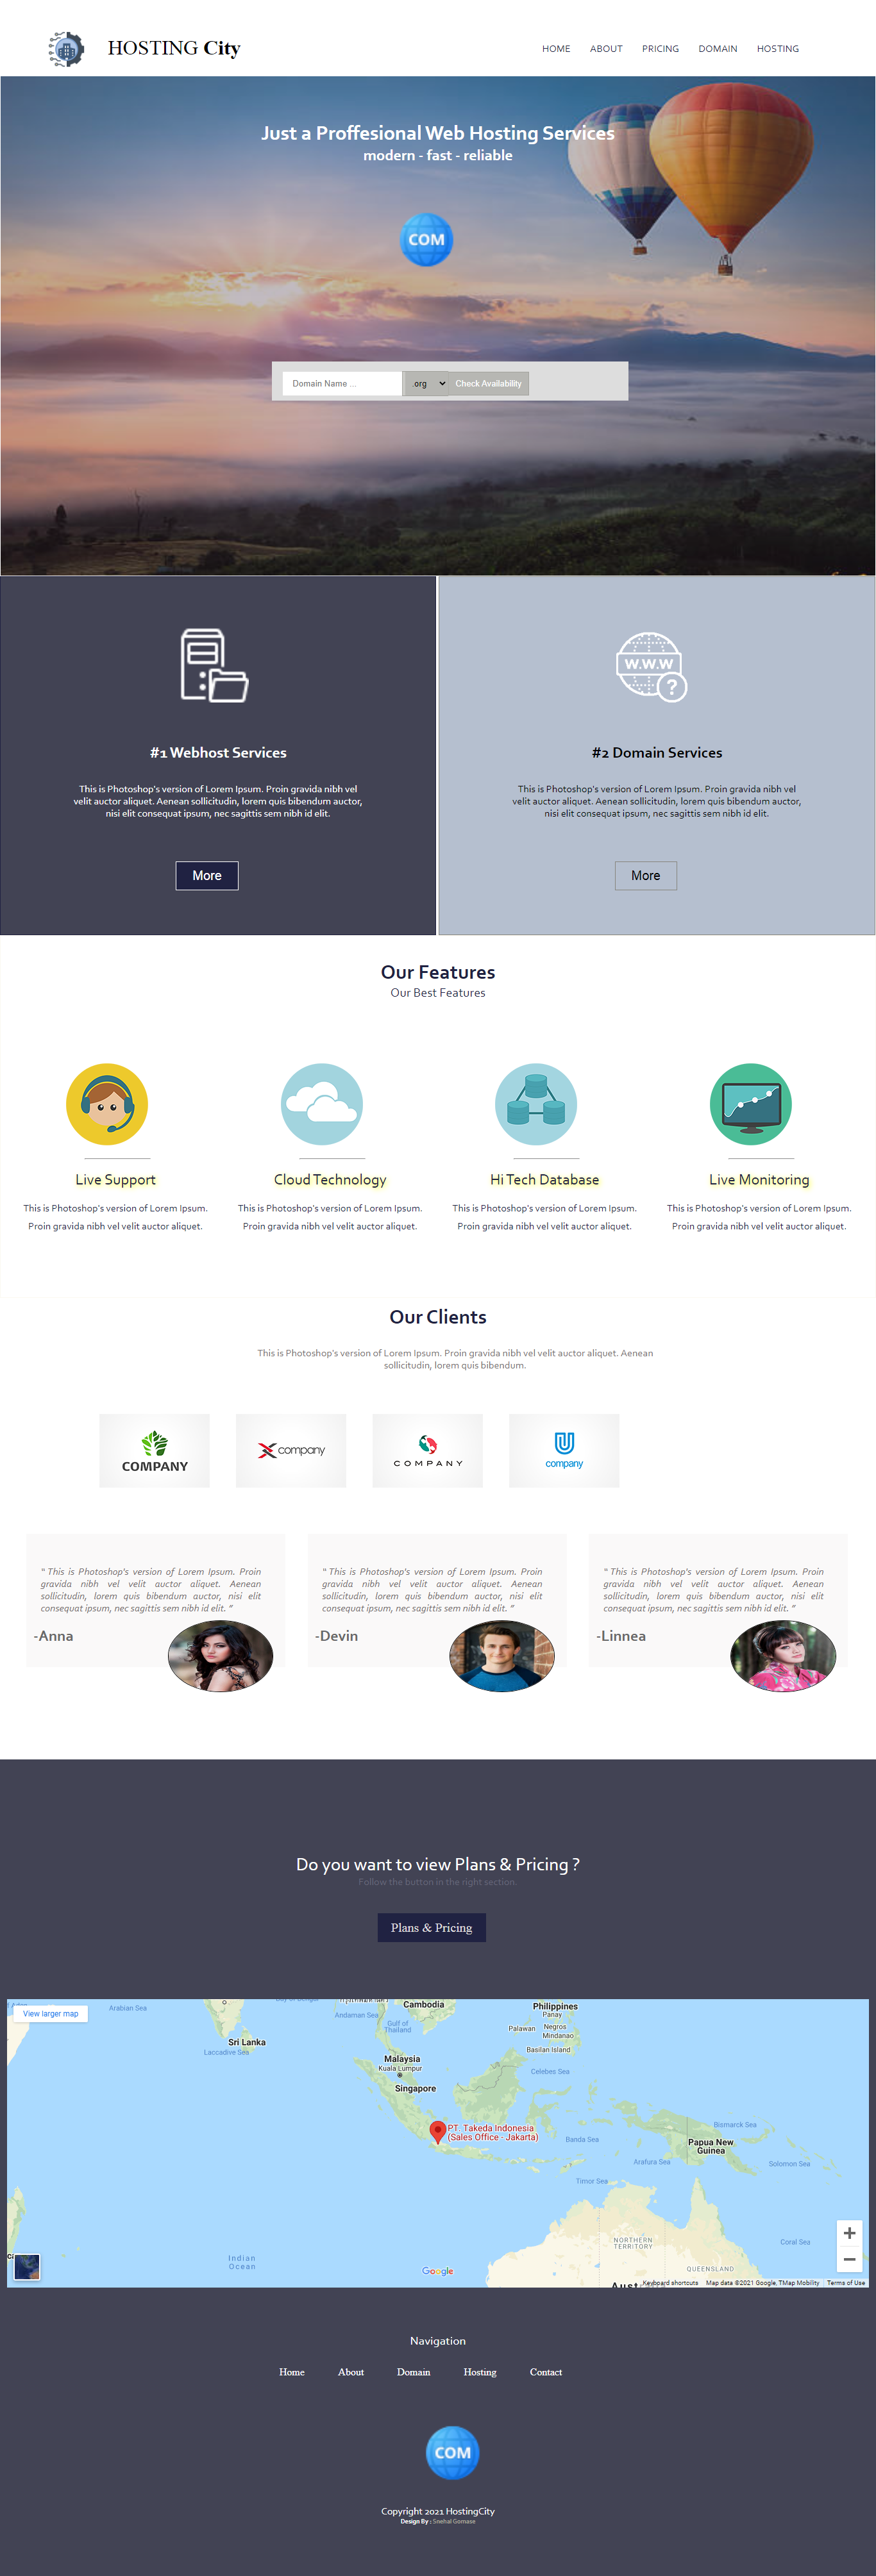 HOSTING City
HOME ABOUT PRICING DOMAIN HOSTING
Just a Proffesional Web Hosting Services
modern - fast - reliable
COM
Domain Name ... .org Check Availability
W.W.W
?
#1 Webhost Services
This is Photoshop's version of Lorem Ipsum. Proin gravida nibh vel
velit auctor aliquet. Aenean sollicitudin, lorem quis bibendum auctor,
nisi elit consequat ipsum, nec sagittis sem nibh id elit.
More
#2 Domain Services
This is Photoshop's version of Lorem Ipsum. Proin gravida nibh vel
velit auctor aliquet. Aenean sollicitudin, lorem quis bibendum auctor,
nisi elit consequat ipsum, nec sagittis sem nibh id elit.
More
Our Features
Our Best Features
Live Support
This is Photoshop's version of Lorem Ipsum.
Proin gravida nibh vel velit auctor aliquet.
Cloud Technology
This is Photoshop's version of Lorem Ipsum.
Proin gravida nibh vel velit auctor aliquet.
Hi Tech Database
This is Photoshop's version of Lorem Ipsum.
Proin gravida nibh vel velit auctor aliquet.
Live Monitoring
This is Photoshop's version of Lorem Ipsum.
Proin gravida nibh vel velit auctor aliquet.
Our Clients
This is Photoshop's version of Lorem Ipsum. Proin gravida nibh vel velit auctor aliquet. Aenean
sollicitudin, lorem quis bibendum.
COMPANY
company
COMPANY
company
" This is Photoshop's version of Lorem Ipsum. Proin
gravida nibh vel velit auctor aliquet. Aenean
sollicitudin, lorem quis bibendum auctor, nisi elit
consequat ipsum, nec sagittis sem nibh id elit. "
-Anna
" This is Photoshop's version of Lorem Ipsum. Proin
gravida nibh vel velit auctor aliquet. Aenean
sollicitudin, lorem quis bibendum auctor, nisi elit
consequat ipsum, nec sagittis sem nibh id elit. "
-Devin
" This is Photoshop's version of Lorem Ipsum. Proin
gravida nibh vel velit auctor aliquet. Aenean
sollicitudin, lorem quis bibendum auctor, nisi elit
consequat ipsum, nec sagittis sem nibh id elit. "
-Linnea
Do you want to view Plans & Pricing ?
Follow the button in the right section.
Plans & Pricing
View larger map
Arabian Sea
Andaman Sea
Cambodia
Gulf of
Thailand
Philippines
Panay
Palawan
Negros
Mindanao
Sri Lanka
Laccadive Sea
Basilan Island
Malaysia
Kuala Lumpur
Celebes Sea
Singapore
PT. Takeda Indonesia
(Sales Office - Jakarta)
Banda Sea
Bismarck Sea
Papua New
Guinea
Arafura Sea
Solomon Sea
Timor Sea
NORTHERN
TERRITORY
Coral Sea
Indian
Ocean
Google
QUEENSLAND
Keyboard shortcuts Map data ©2021 Google, TMap Mobility Terms of Use
Navigation
Home About Domain Hosting Contact
COM
Copyright 2021 HostingCity
Design By : Snehal Gomase